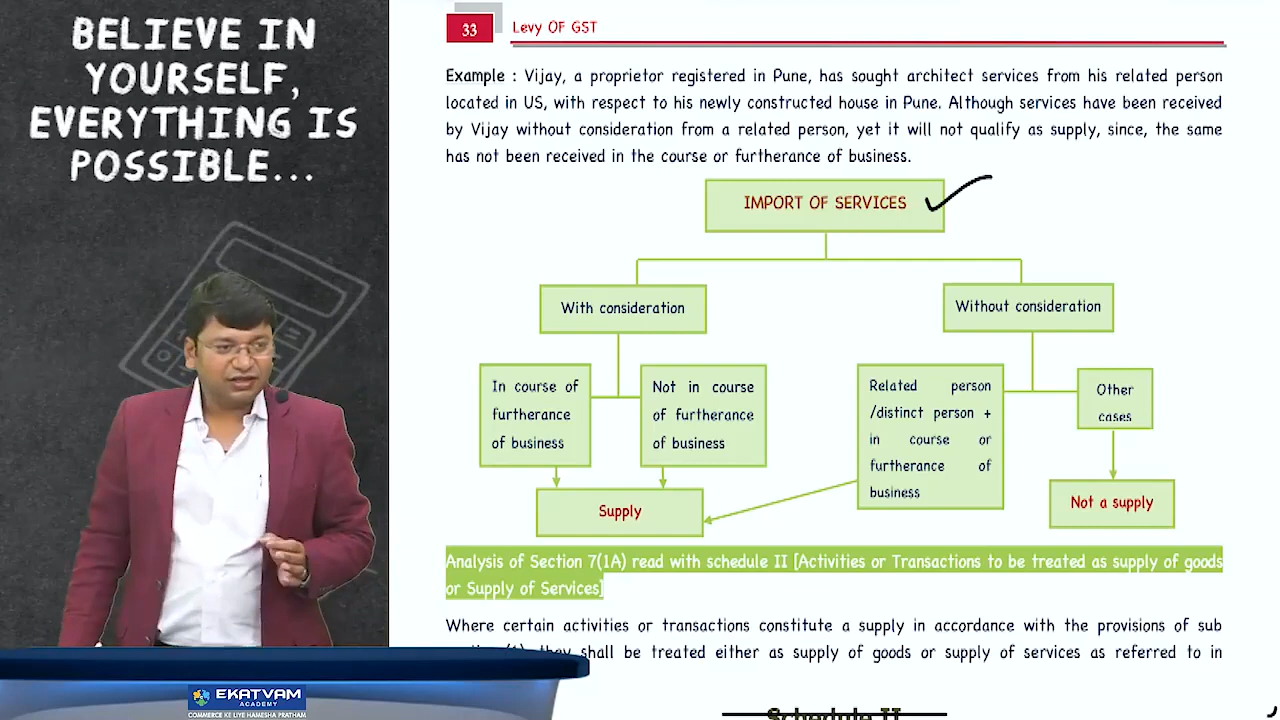 BELIEVE IN
YOURSELF,
EVERYTHING IS
POSSIBLE...
33 Levy OF GST
Example : Vijay, a proprietor registered in Pune, has sought architect services from his related person
located in US, with respect to his newly constructed house in Pune. Although services have been received
by Vijay without consideration from a related person, yet it will not qualify as supply, since, the same
has not been received in the course or furtherance of business.
IMPORT OF SERVICES
With consideration
Without consideration
In course of
furtherance
of business
Not in course
of furtherance
of business
Related person
/distinct person +
in course or
furtherance of
business
Other
cases
Supply
Not a supply
Analysis of Section 7(1A) read with schedule II [Activities or Transactions to be treated as supply of goods
or Supply of Services]
Where certain activities or transactions constitute a supply in accordance with the provisions of sub
they shall be treated either as supply of goods or supply of services as referred to in
Schedule II
EKATVAM
ACADEMY
COMMERCE KE LIYE HAMESHA PRATHAM